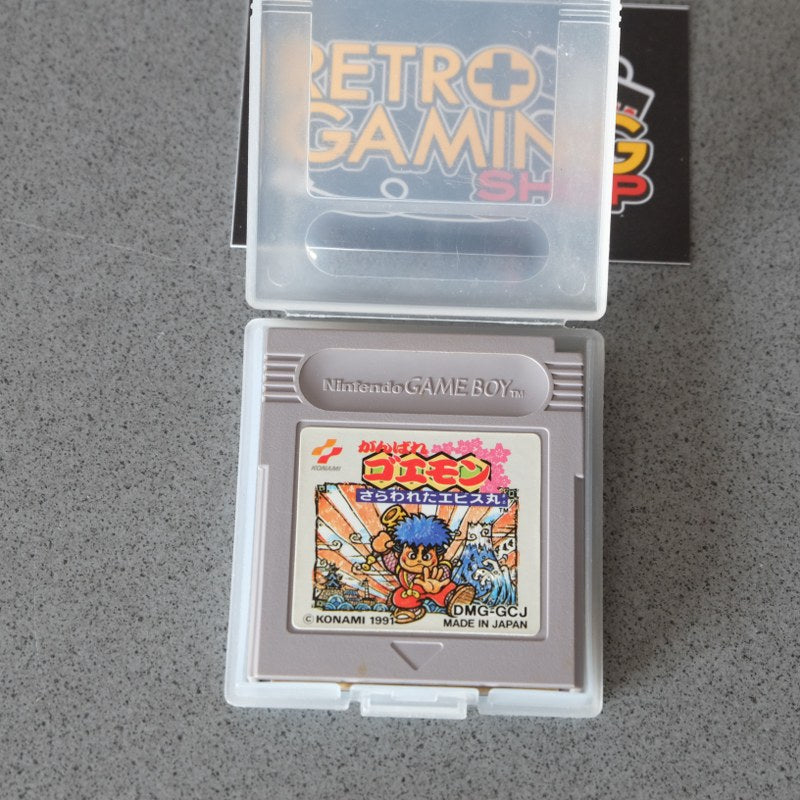 RETRO
GAMING
SHOP
Nintendo GAME BOY TM
KONAMI
がんばれ
ゴエモン
さらわれたエビス丸
TM
DMG-GCJ
© KONAMI 1991
MADE IN JAPAN